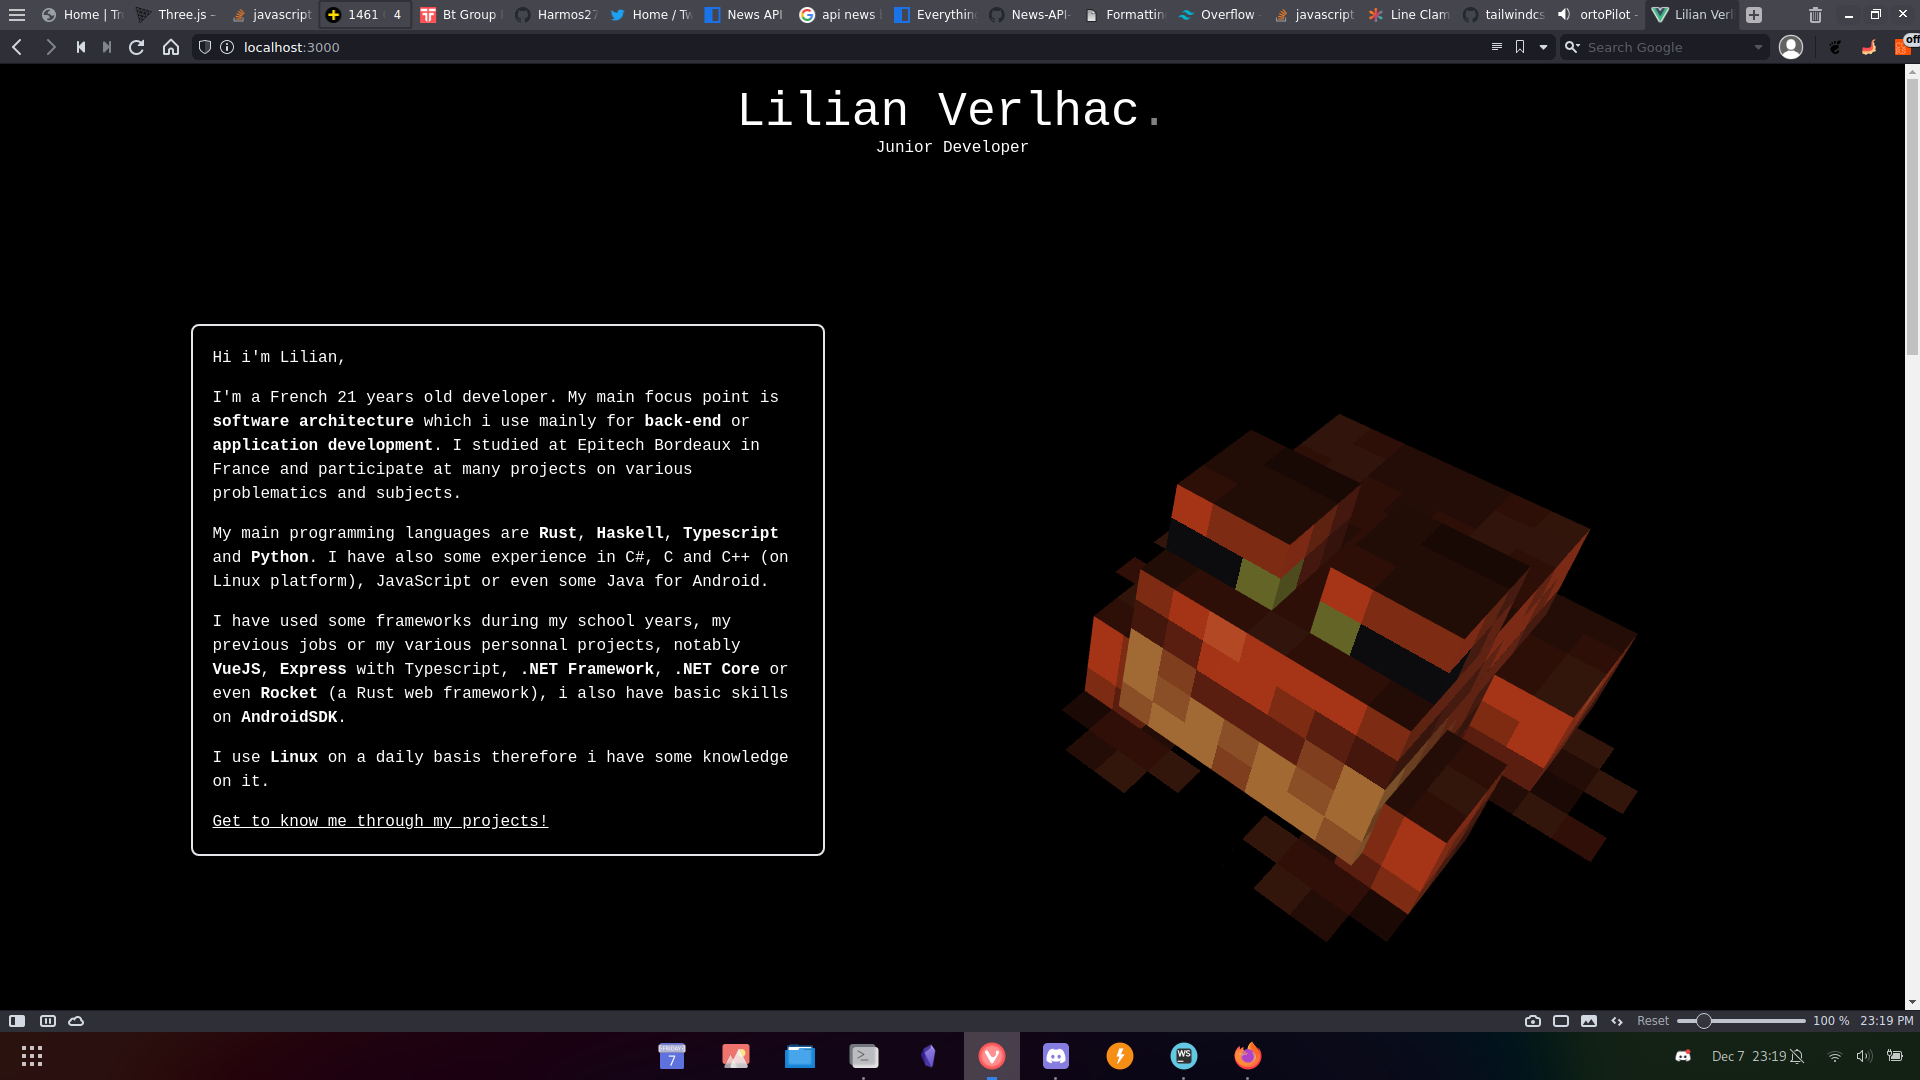 Home | Tr
Three.js -
javascript
1461
4
Bt Group
Harmos27
Home / Tw
News API
api news
Everything
News-API-
Formattin
Overflow
javascript
Line Clam
tailwindcs
ortoPilot -
Lilian Verl
localhost:3000
Search Google
off
Lilian Verlhac.
Junior Developer
Hi i'm Lilian,
I'm a French 21 years old developer. My main focus point is
software architecture which i use mainly for back-end or
application development. I studied at Epitech Bordeaux in
France and participate at many projects on various
problematics and subjects.
My main programming languages are Rust, Haskell, Typescript
and Python. I have also some experience in C#, C and C++ (on
Linux platform), JavaScript or even some Java for Android.
I have used some frameworks during my school years, my
previous jobs or my various personnal projects, notably
VueJS, Express with Typescript, .NET Framework, .NET Core or
even Rocket (a Rust web framework), i also have basic skills
on AndroidSDK.
I use Linux on a daily basis therefore i have some knowledge
on it.
Get to know me through my projects!
Reset
100 %
23:19 PM
7
WS
Dec 7 23:19